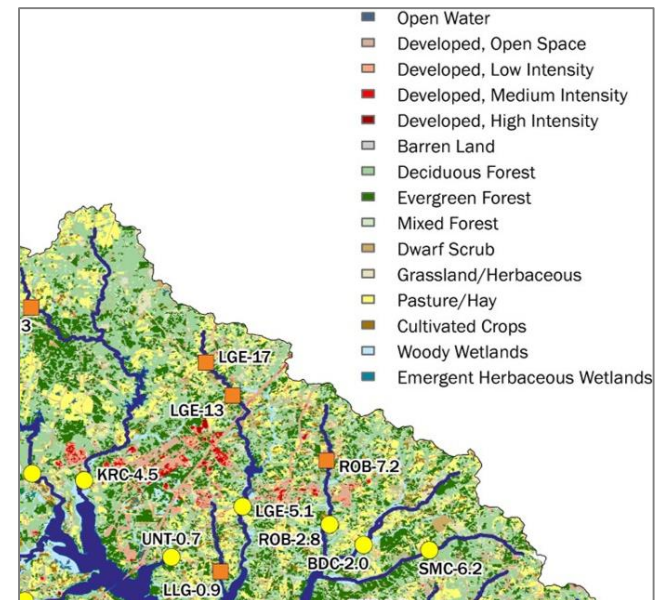 Open Water
Developed, Open Space
Developed, Low Intensity
Developed, Medium Intensity
Developed, High Intensity
Barren Land
Deciduous Forest
Evergreen Forest
Mixed Forest
Dwarf Scrub
Grassland/Herbaceous
Pasture/Hay
Cultivated Crops
Woody Wetlands
Emergent Herbaceous Wetlands
3
LGE-17
LGE-13
ROB-7.2
KRC-4.5
LGE-5.1
UNT-0.7
ROB-2.8
BDC-2.0
SMC-6.2
LLG-0.9